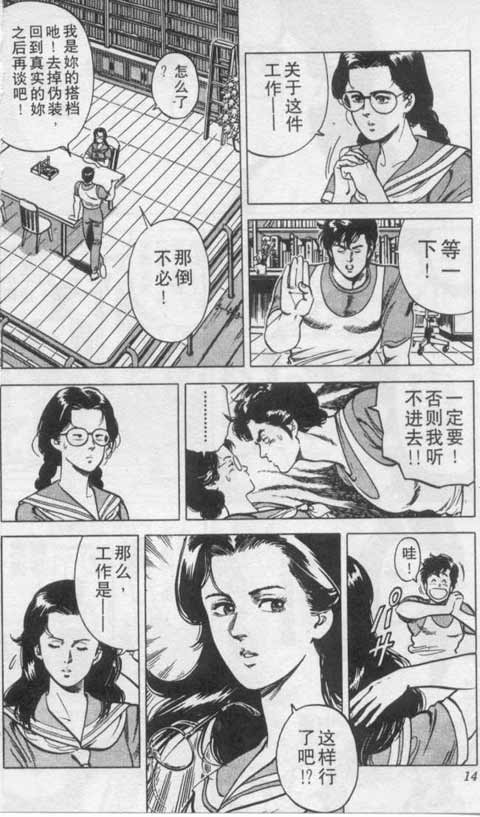 关于这件
工作——
等一
下！
怎么了
？
我是妳的搭档
吔！去掉伪装，
回到真实的妳
之后再谈吧！
那倒
不必！
一定要！
否则我听
不进去!!
…………
哇！
这样行
了吧!?
那么，
工作是——
14